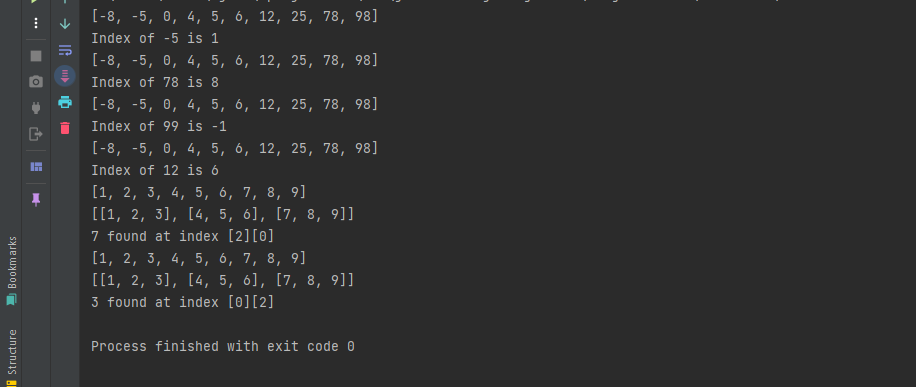 [-8, -5, 0, 4, 5, 6, 12, 25, 78, 98]
Index of -5 is 1
[-8, -5, 0, 4, 5, 6, 12, 25, 78, 98]
Index of 78 is 8
[-8, -5, 0, 4, 5, 6, 12, 25, 78, 98]
Index of 99 is -1
[-8, -5, 0, 4, 5, 6, 12, 25, 78, 98]
Index of 12 is 6
[1, 2, 3, 4, 5, 6, 7, 8, 9]
[[1, 2, 3], [4, 5, 6], [7, 8, 9]]
7 found at index [2][0]
[1, 2, 3, 4, 5, 6, 7, 8, 9]
[[1, 2, 3], [4, 5, 6], [7, 8, 9]]
3 found at index [0][2]
Process finished with exit code 0
Bookmarks
Structure